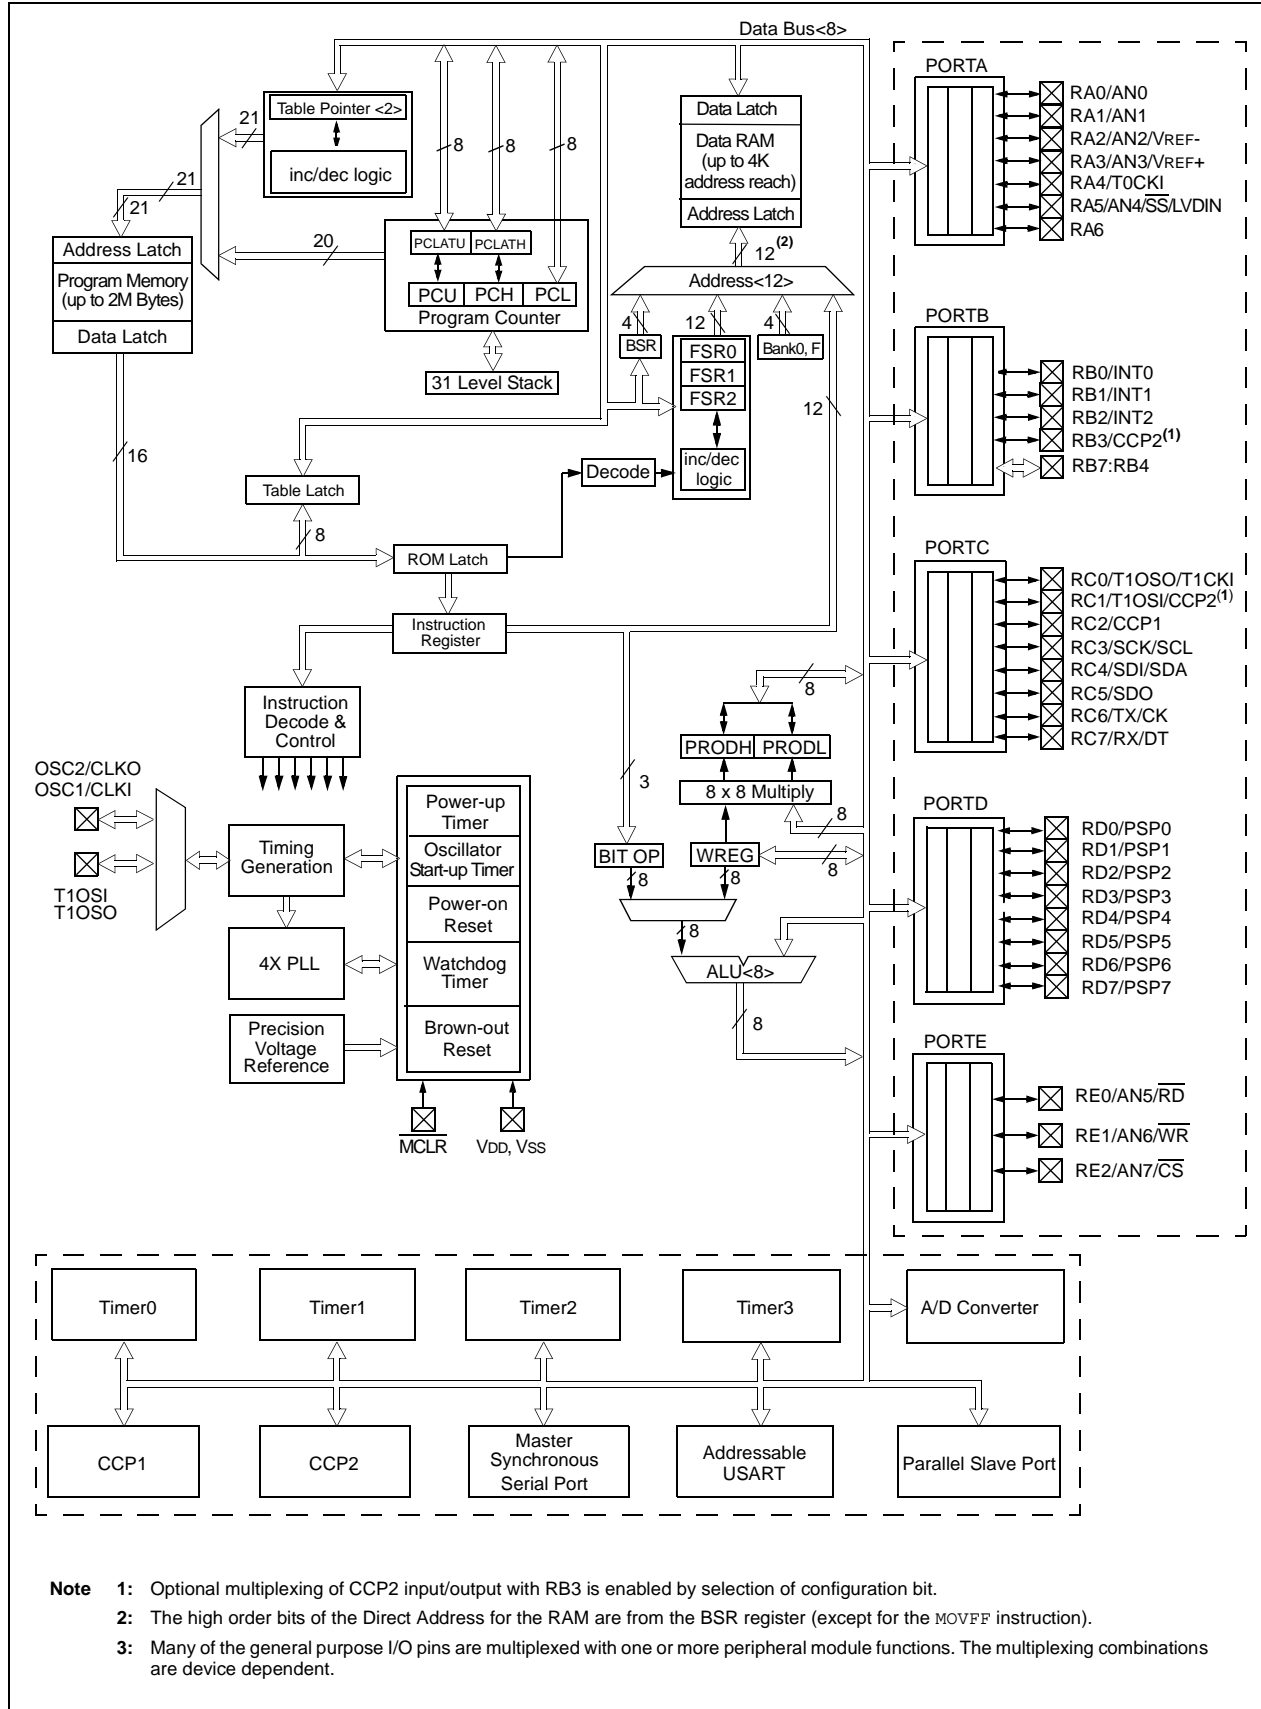 Data Bus<8>
PORTA
RA0/AN0
RA1/AN1
RA2/AN2/VREF-
RA3/AN3/VREF+
RA4/T0CKI
RA5/AN4/SS/LVDIN
RA6
Table Pointer <2>
inc/dec logic
21
21
21
8
8
8
Data Latch
Data RAM
(up to 4K
address reach)
Address Latch
12(2)
Address<12>
20
Address Latch
Program Memory
(up to 2M Bytes)
Data Latch
PCLATU
PCLATH
PCU
PCH
PCL
Program Counter
31 Level Stack
4
12
4
BSR
FSR0
FSR1
FSR2
inc/dec
logic
Bank0, F
12
PORTB
RB0/INT0
RB1/INT1
RB2/INT2
RB3/CCP2(1)
RB7:RB4
16
Table Latch
8
Decode
ROM Latch
Instruction
Register
PORTC
RC0/T1OSO/T1CKI
RC1/T1OSI/CCP2(1)
RC2/CCP1
RC3/SCK/SCL
RC4/SDI/SDA
RC5/SDO
RC6/TX/CK
RC7/RX/DT
Instruction
Decode &
Control
8
PRODH
PRODL
8 x 8 Multiply
3
8
BIT OP
WREG
8
8
8
8
ALU<8>
8
OSC2/CLKO
OSC1/CLKI
T1OSI
T1OSO
Timing
Generation
4X PLL
Precision
Voltage
Reference
Power-up
Timer
Oscillator
Start-up Timer
Power-on
Reset
Watchdog
Timer
Brown-out
Reset
MCLR
VDD, VSS
PORTD
RD0/PSP0
RD1/PSP1
RD2/PSP2
RD3/PSP3
RD4/PSP4
RD5/PSP5
RD6/PSP6
RD7/PSP7
PORTE
RE0/AN5/RD
RE1/AN6/WR
RE2/AN7/CS
Timer0
Timer1
Timer2
Timer3
A/D Converter
CCP1
CCP2
Master
Synchronous
Serial Port
Addressable
USART
Parallel Slave Port
Note 1: Optional multiplexing of CCP2 input/output with RB3 is enabled by selection of configuration bit.
2: The high order bits of the Direct Address for the RAM are from the BSR register (except for the MOVFF instruction).
3: Many of the general purpose I/O pins are multiplexed with one or more peripheral module functions. The multiplexing combinations
are device dependent.